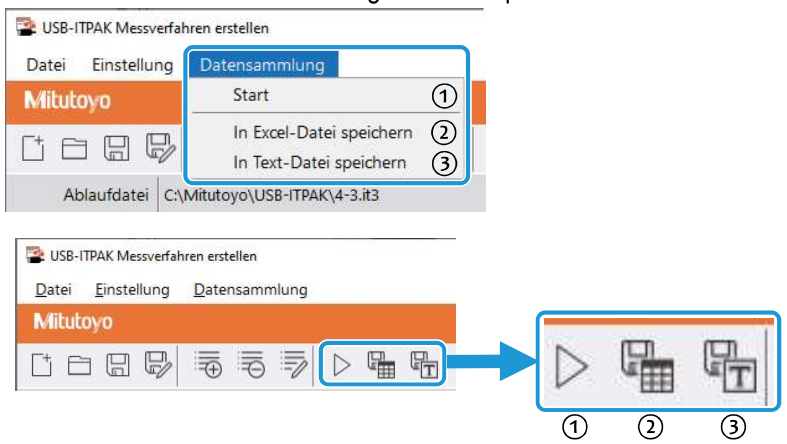 USB-ITPAK Messverfahren erstellen
Datei Einstellung Datensammlung
Mitutoyo
Start ①
In Excel-Datei speichern ②
In Text-Datei speichern ③
Ablaufdatei C:\Mitutoyo\USB-ITPAK\4-3.it3
USB-ITPAK Messverfahren erstellen
Datei Einstellung Datensammlung
Mitutoyo
T
T
① ② ③